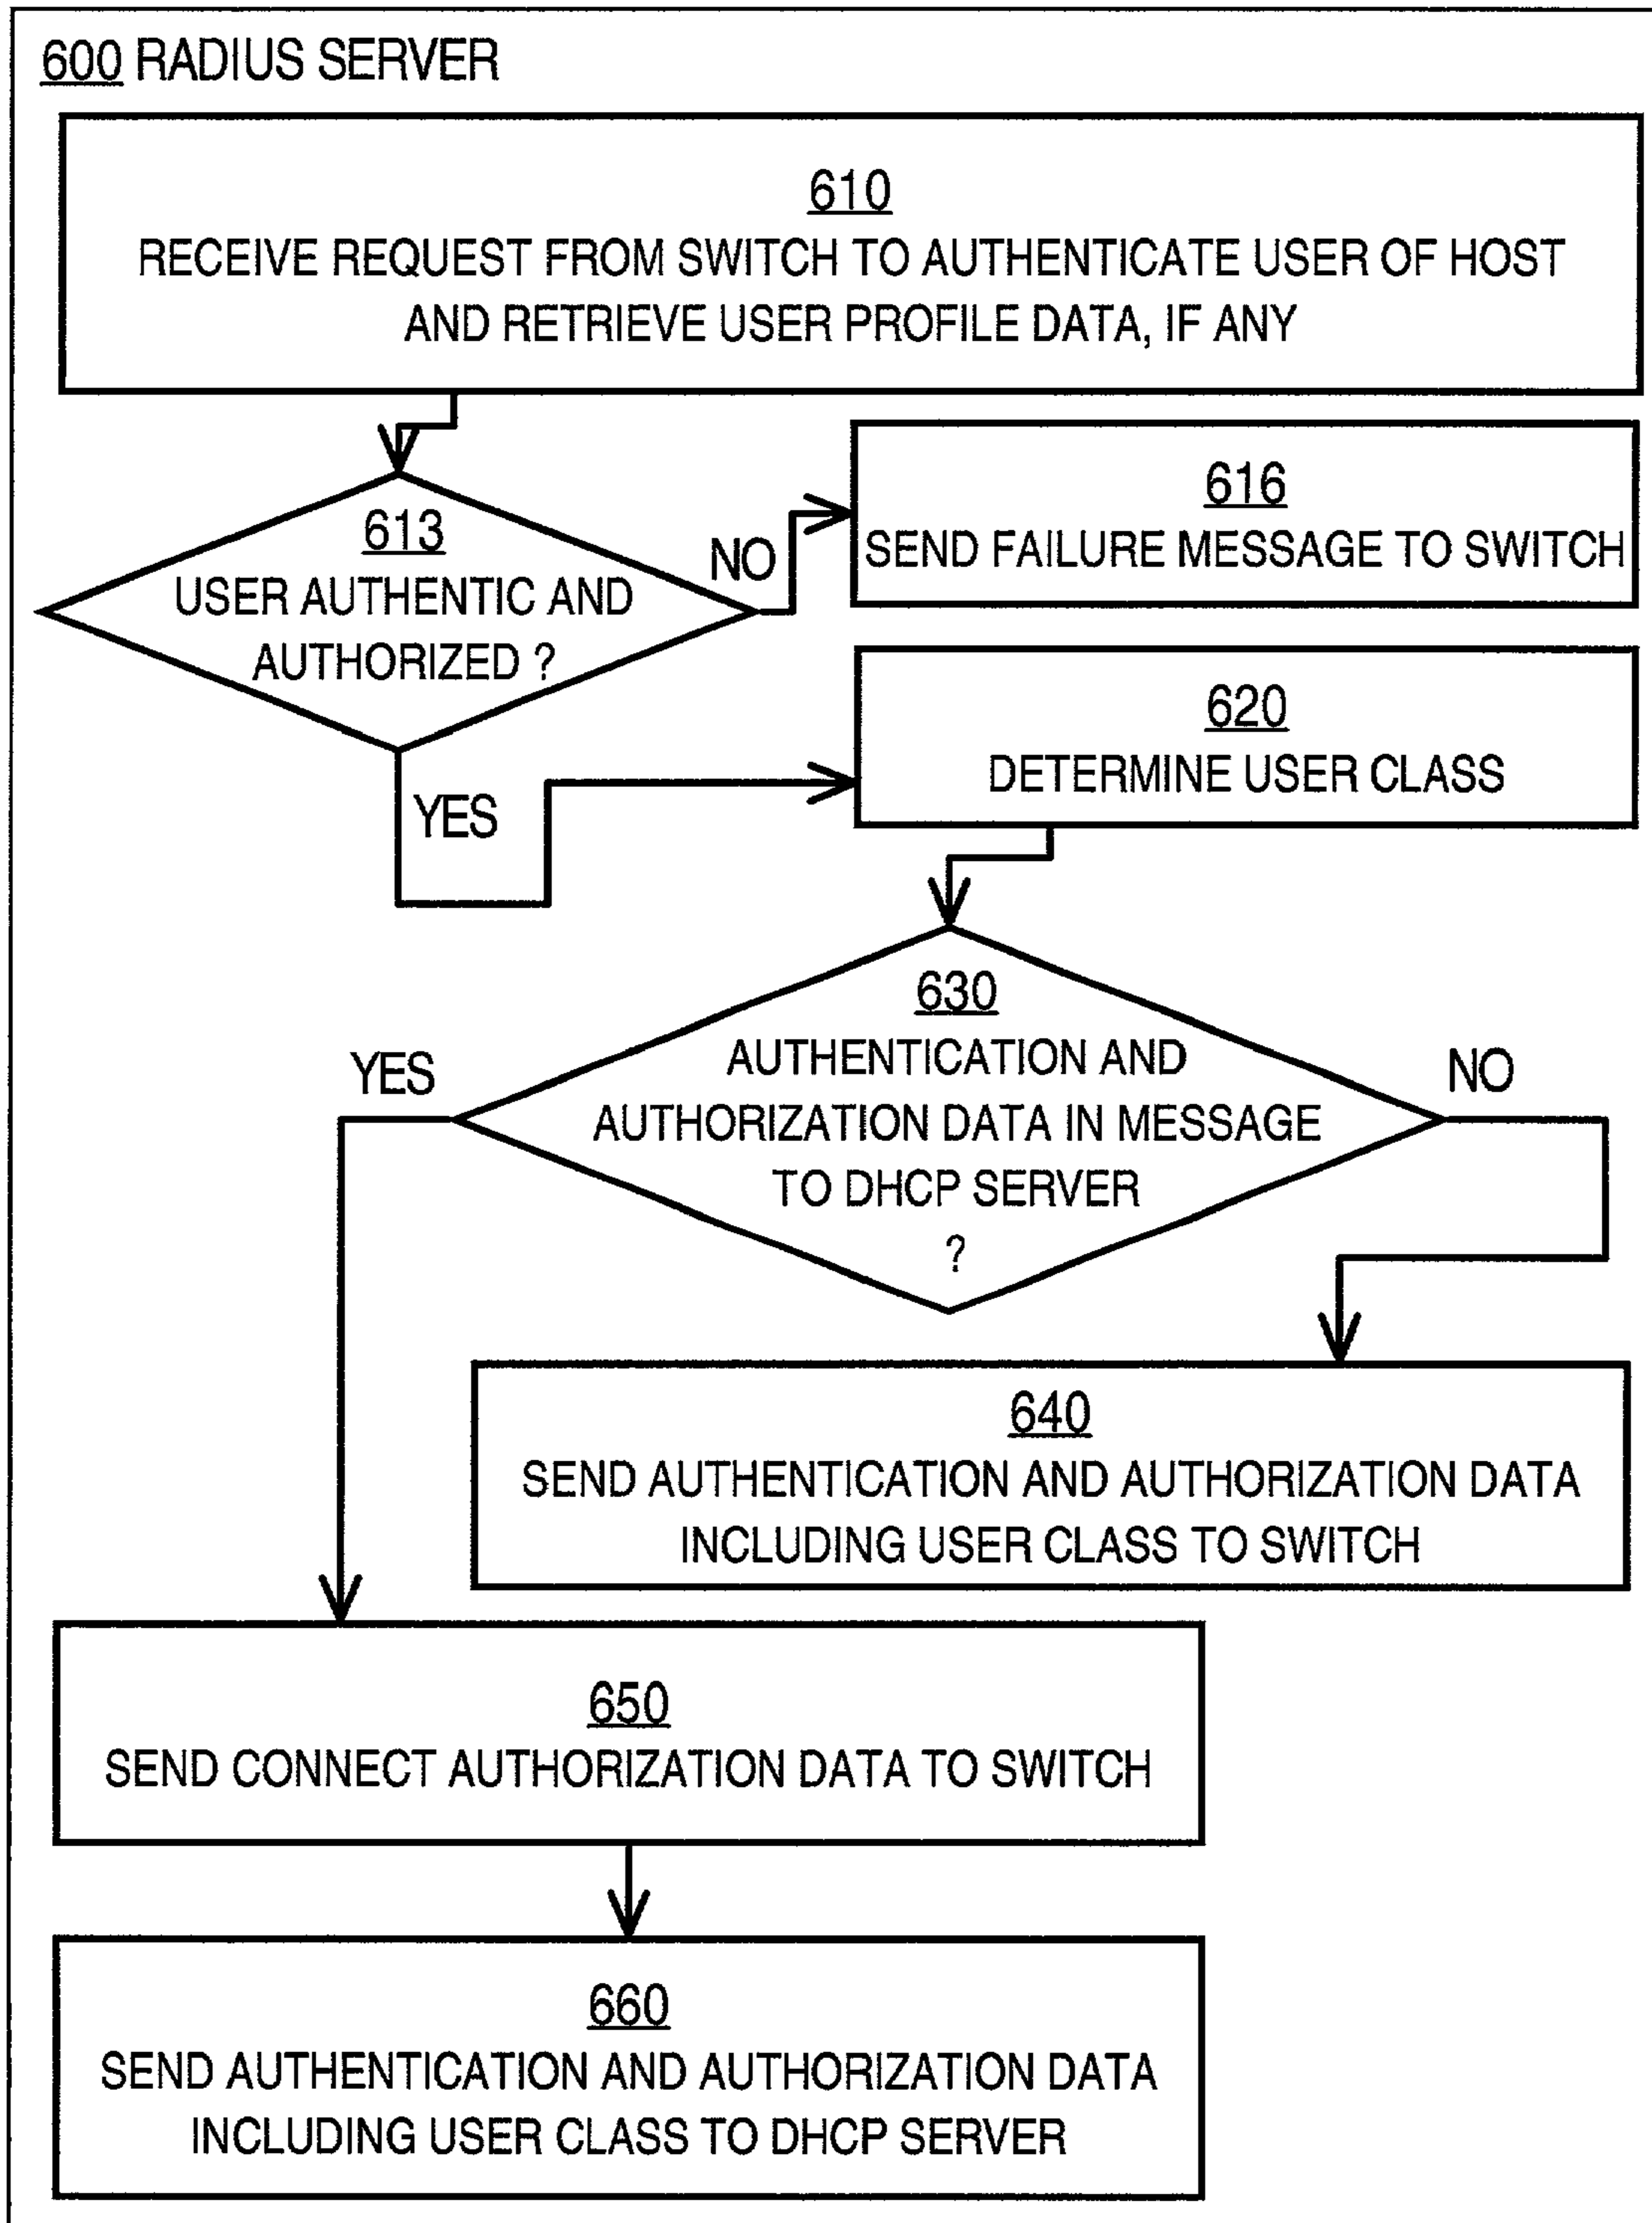 600 RADIUS SERVER
610
RECEIVE REQUEST FROM SWITCH TO AUTHENTICATE USER OF HOST
AND RETRIEVE USER PROFILE DATA, IF ANY
613
USER AUTHENTIC AND
AUTHORIZED ?
NO
616
SEND FAILURE MESSAGE TO SWITCH
YES
620
DETERMINE USER CLASS
630
AUTHENTICATION AND
AUTHORIZATION DATA IN MESSAGE
TO DHCP SERVER
?
YES
NO
640
SEND AUTHENTICATION AND AUTHORIZATION DATA
INCLUDING USER CLASS TO SWITCH
650
SEND CONNECT AUTHORIZATION DATA TO SWITCH
660
SEND AUTHENTICATION AND AUTHORIZATION DATA
INCLUDING USER CLASS TO DHCP SERVER